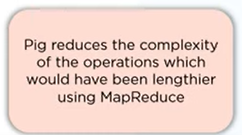 Pig reduces the complexity
of the operations which
would have been lengthier
using MapReduce